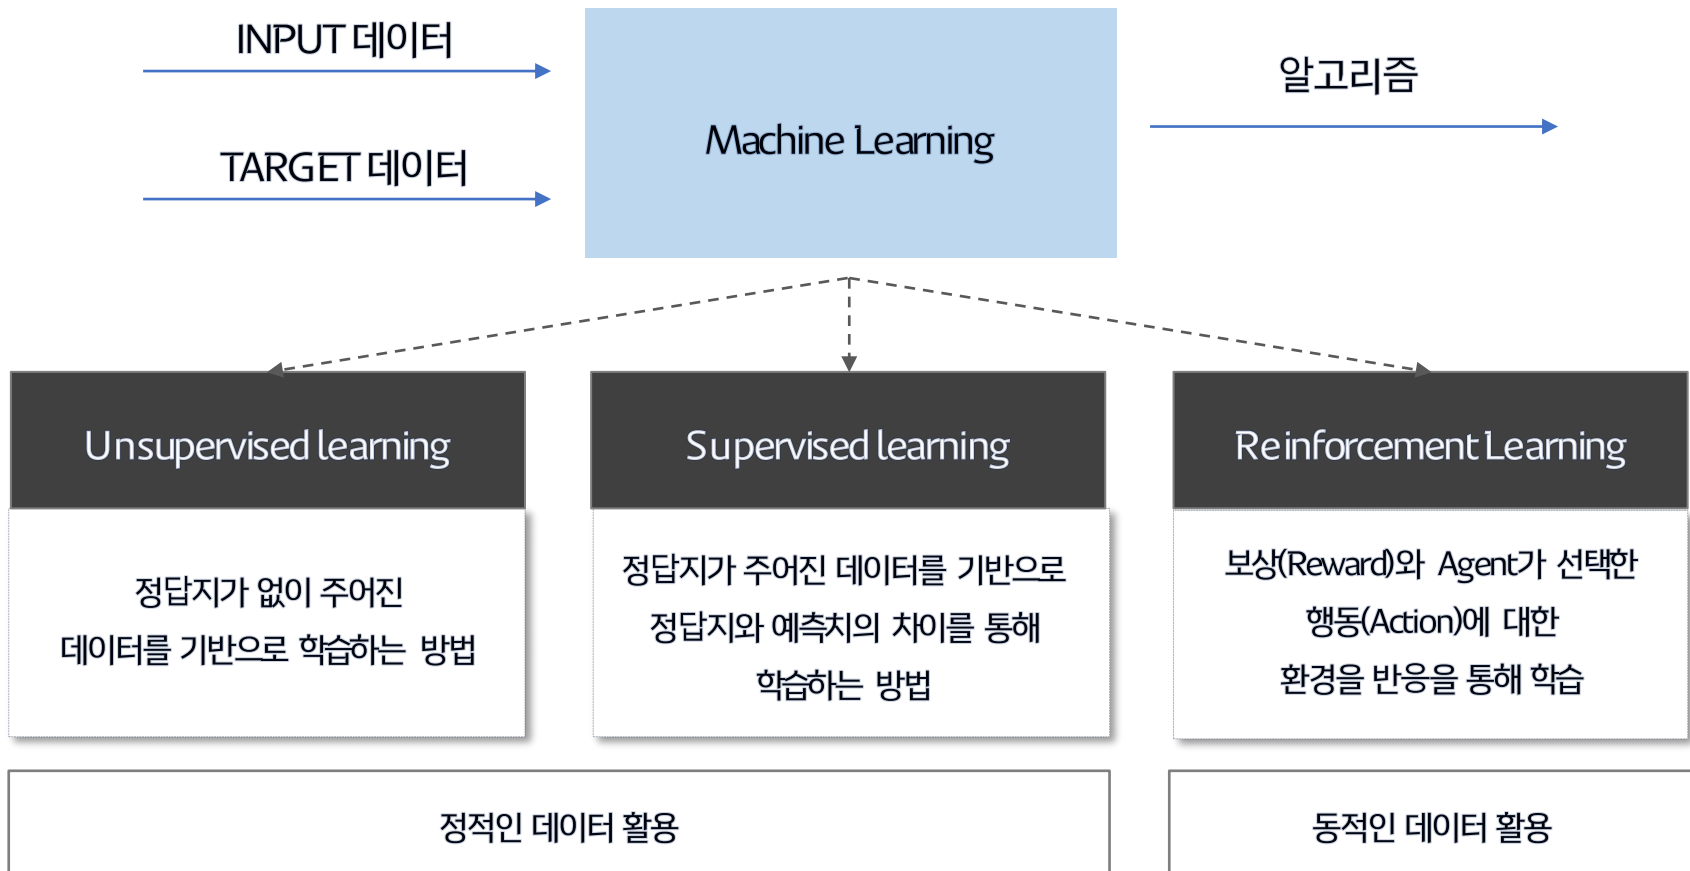 INPUT 데이터
TARGET 데이터
Machine Learning
알고리즘
Unsupervised learning
정답지가 없이 주어진
데이터를 기반으로 학습하는 방법
Supervised learning
정답지가 주어진 데이터를 기반으로
정답지와 예측치의 차이를 통해
학습하는 방법
Reinforcement Learning
보상(Reward)와 Agent가 선택한
행동(Action)에 대한
환경을 반응을 통해 학습
정적인 데이터 활용
동적인 데이터 활용